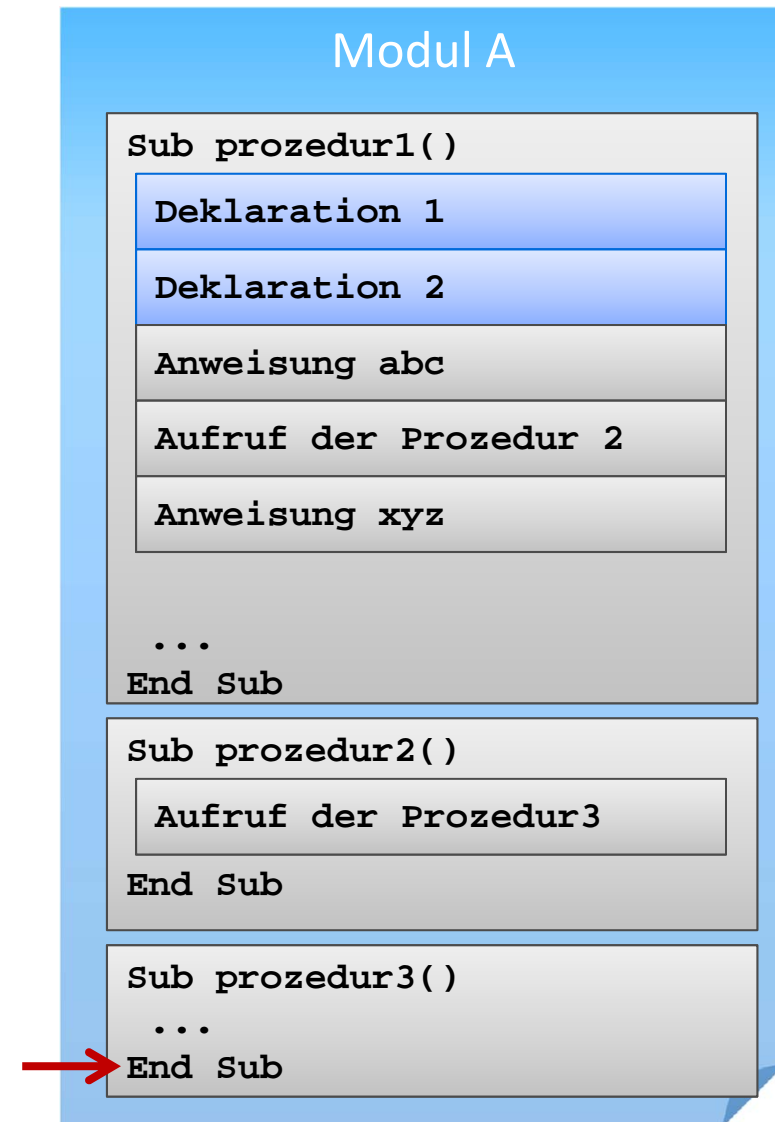 Modul A
Sub prozedur1()
Deklaration 1
Deklaration 2
Anweisung abc
Aufruf der Prozedur 2
Anweisung xyz
...
End Sub
Sub prozedur2()
Aufruf der Prozedur3
End Sub
Sub prozedur3()
...
End Sub